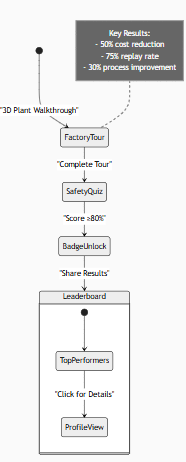 Key Results:
- 50% cost reduction
- 75% replay rate
- 30% process improvement
"3D Plant Walkthrough"
FactoryTour
"Complete Tour"
SafetyQuiz
"Score ≥80%"
BadgeUnlock
"Share Results"
Leaderboard
TopPerformers
"Click for Details"
ProfileView